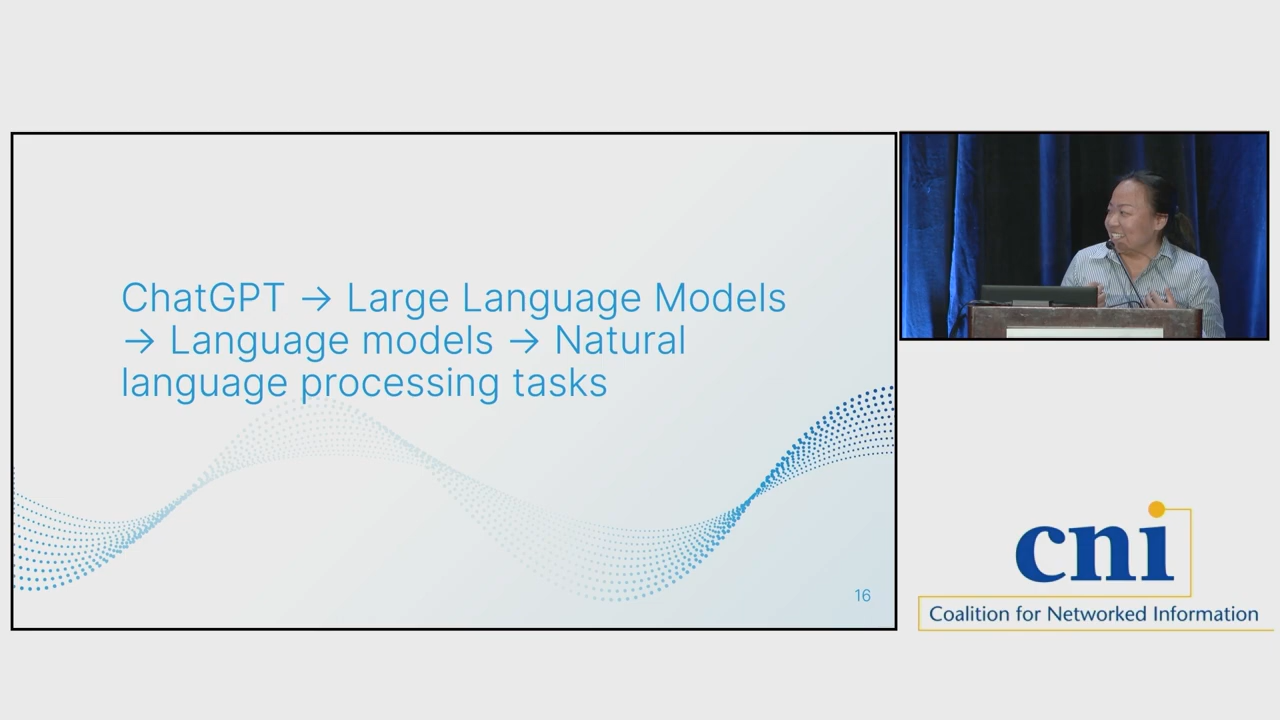 ChatGPT → Large Language Models
→ Language models → Natural
language processing tasks
16
cni
Coalition for Networked Information